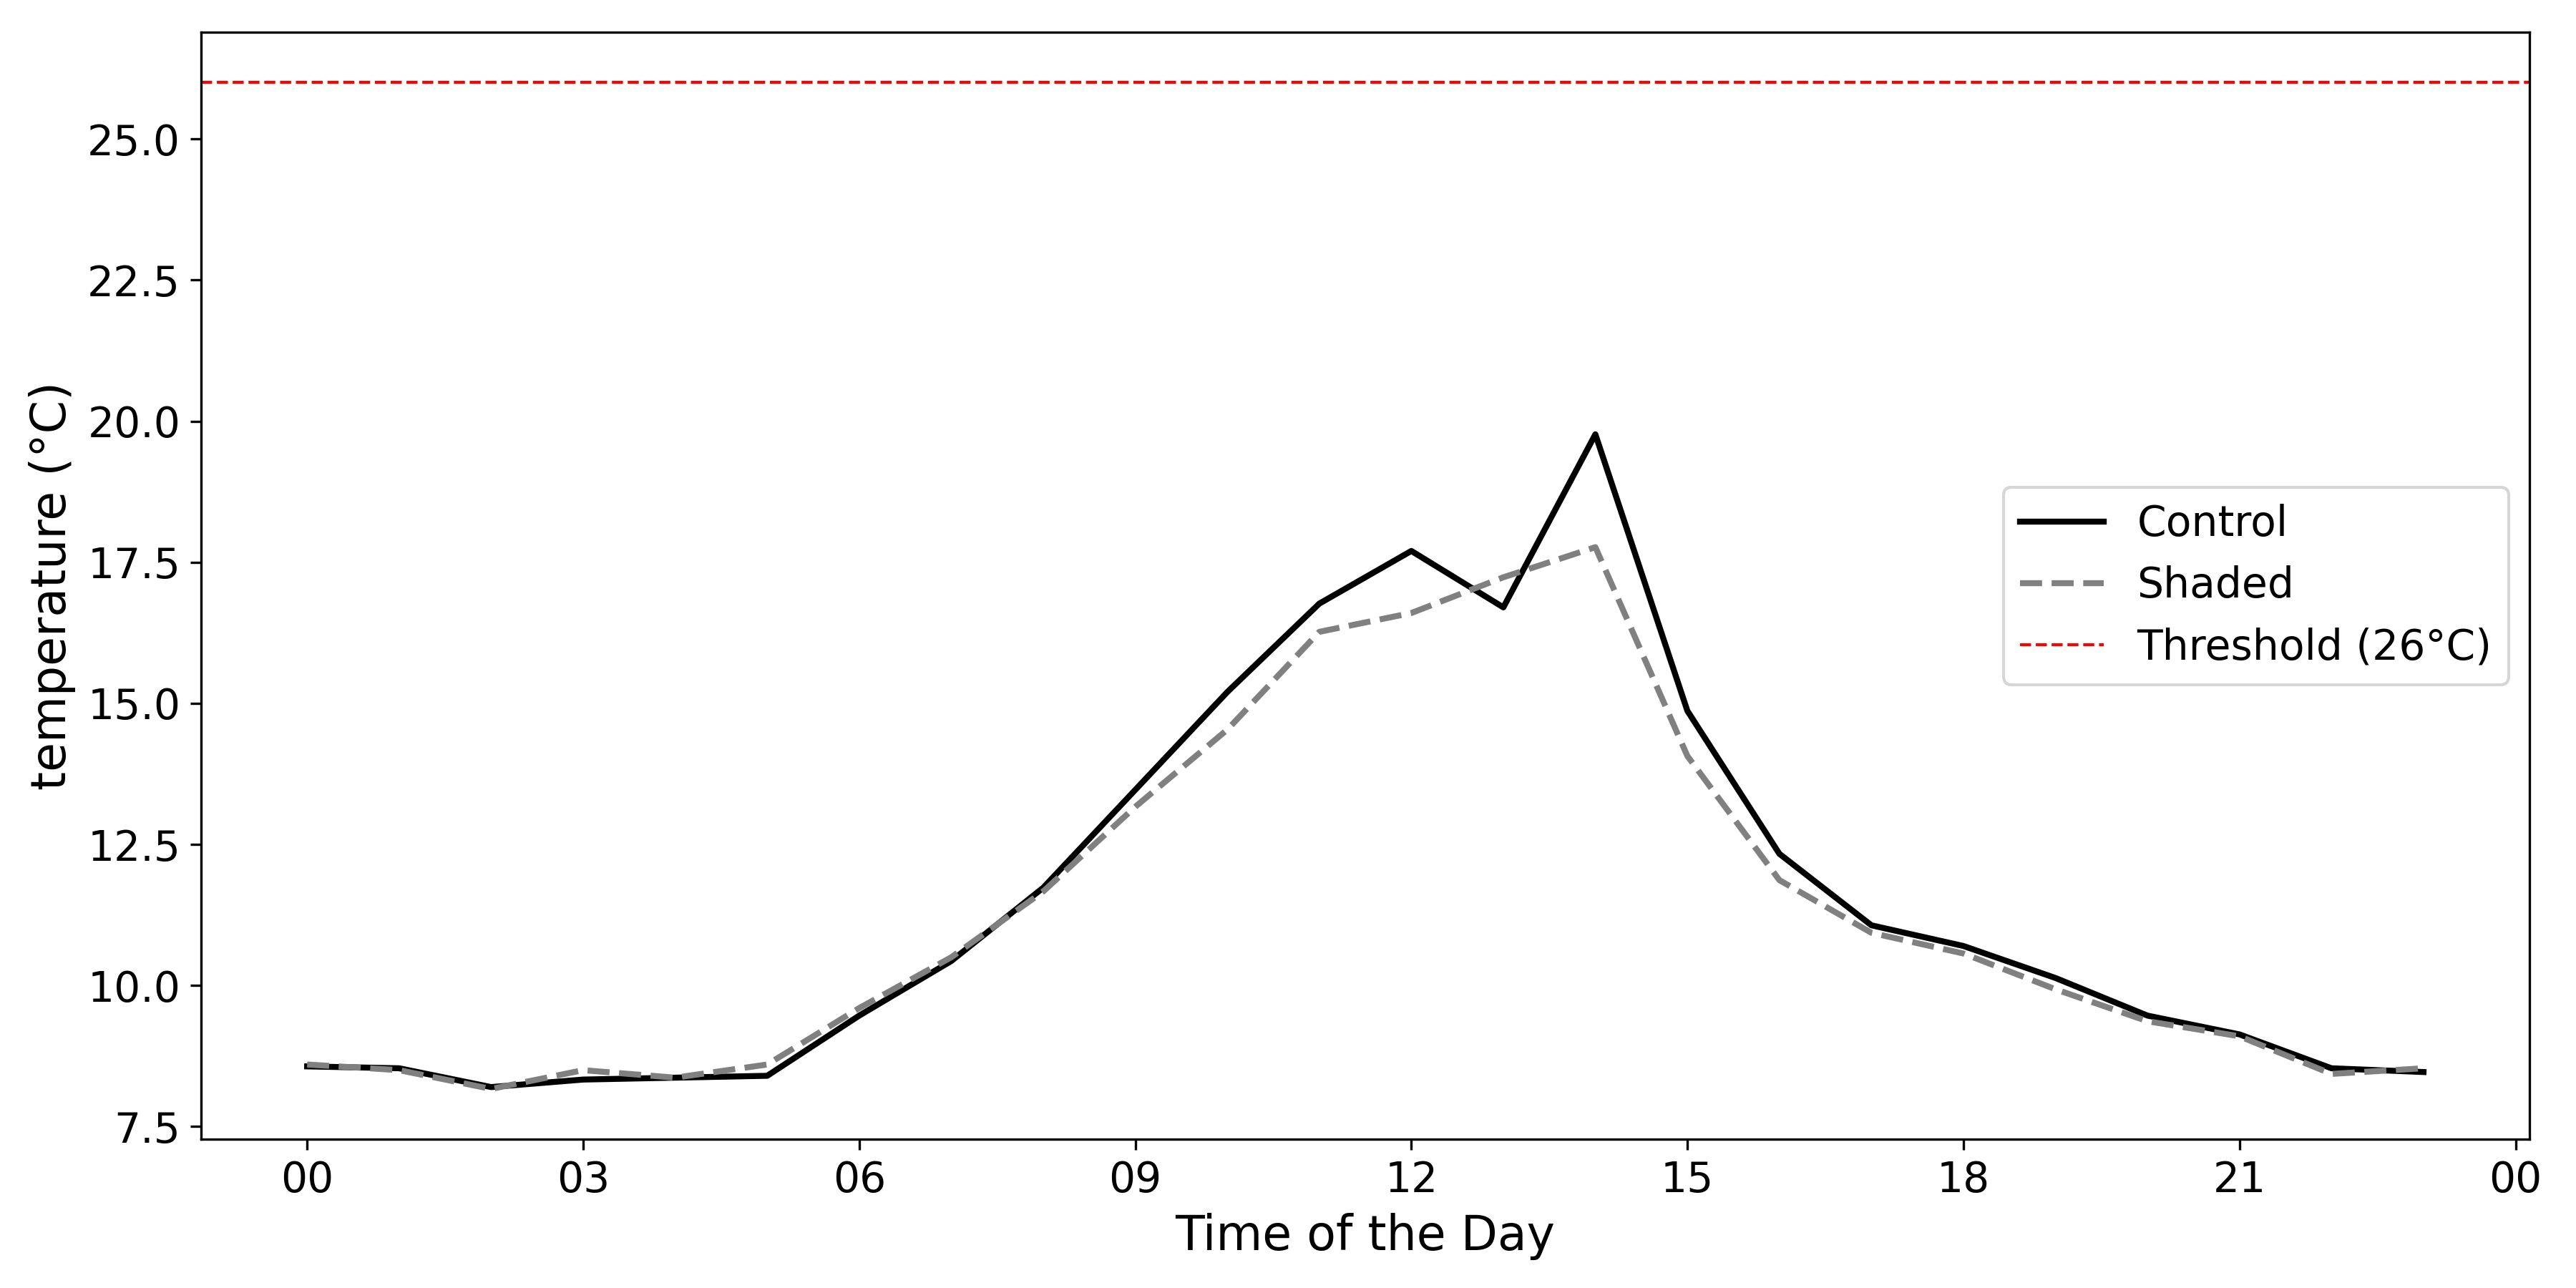 25.0
22.5
20.0
17.5
15.0
12.5
10.0
7.5
temperature (°C)
Control
Shaded
Threshold (26°C)
00 03 06 09 12 15 18 21 00
Time of the Day